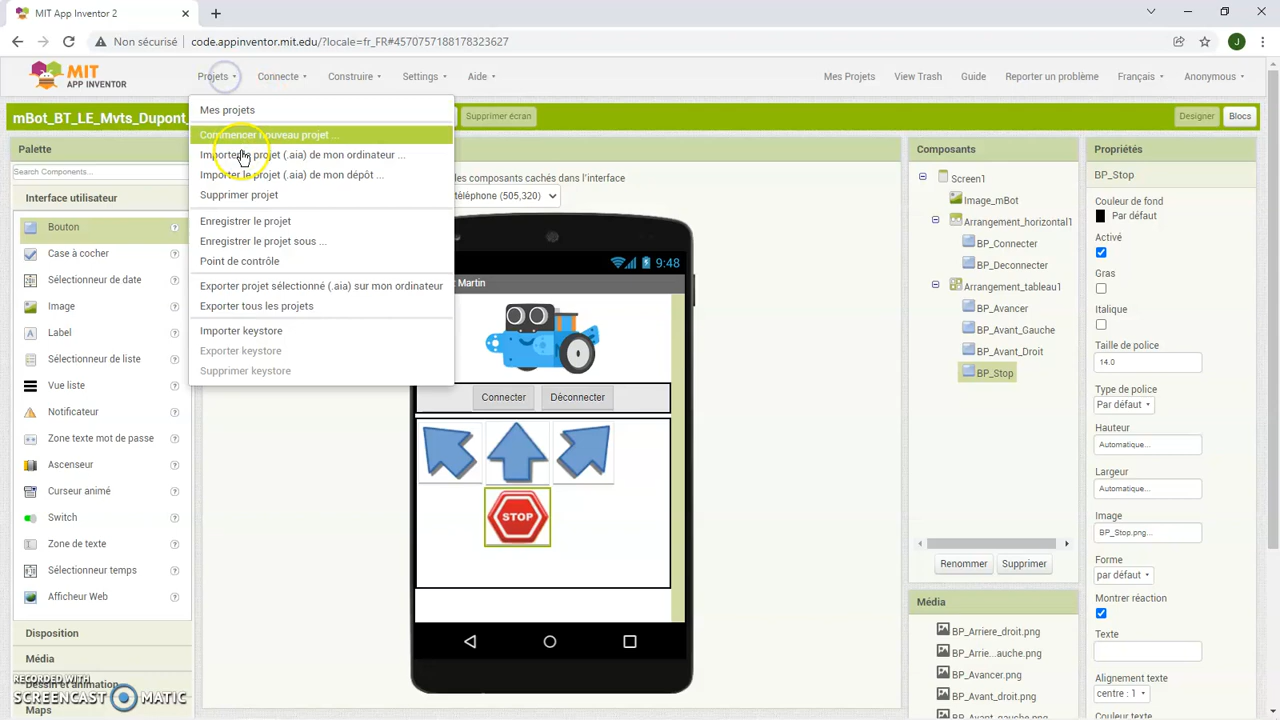 MIT App Inventor 2
Non sécurisé
code.appinventor.mit.edu/?locale=fr_FR#4570757188178323627
J
MIT
APP INVENTOR
Projets
Connecte
Construire
Settings
Aide
Mes Projets
View Trash
Guide
Reporter un problème
Français
Anonymous
mBot_BT_LE_Mvts_Dupont_
Supprimer écran
Designer
Blocs
Mes projets
Commencer nouveau projet ...
Importer le projet (.aia) de mon ordinateur ...
Importer le projet (.aia) de mon dépôt ...
Supprimer projet
Enregistrer le projet
Enregistrer le projet sous ...
Point de contrôle
Exporter projet sélectionné (.aia) sur mon ordinateur
Exporter tous les projets
Importer keystore
Exporter keystore
Supprimer keystore
Palette
Search Components...
Interface utilisateur
Bouton
Case à cocher
Sélectionneur de date
Image
Label
Sélectionneur de liste
Vue liste
Notificateur
Zone texte mot de passe
Ascenseur
Curseur animé
Switch
Zone de texte
Sélectionneur temps
Afficheur Web
Disposition
Média
Dessin et animation
Maps
RECORDED WITH
SCREENCAST MATIC
les composants cachés dans l'interface
téléphone (505,320)
9:48
Martin
Connecter
Déconnecter
STOP
Composants
Screen1
Image_mBot
Arrangement_horizontal1
BP_Connecter
BP_Deconnecter
Arrangement_tableau1
BP_Avancer
BP_Avant_Gauche
BP_Avant_Droit
BP_Stop
Renommer
Supprimer
Média
BP_Arriere_droit.png
BP_Arrie...auche.png
BP_Avancer.png
BP_Avant_droit.png
BP_Avant_gauche.png
Propriétés
BP_Stop
Couleur de fond
Par défaut
Activé
Gras
Italique
Taille de police
14.0
Type de police
Par défaut
Hauteur
Automatique...
Largeur
Automatique...
Image
BP_Stop.png...
Forme
par défaut
Montrer réaction
Texte
Alignement texte
centre : 1
Couleur texte